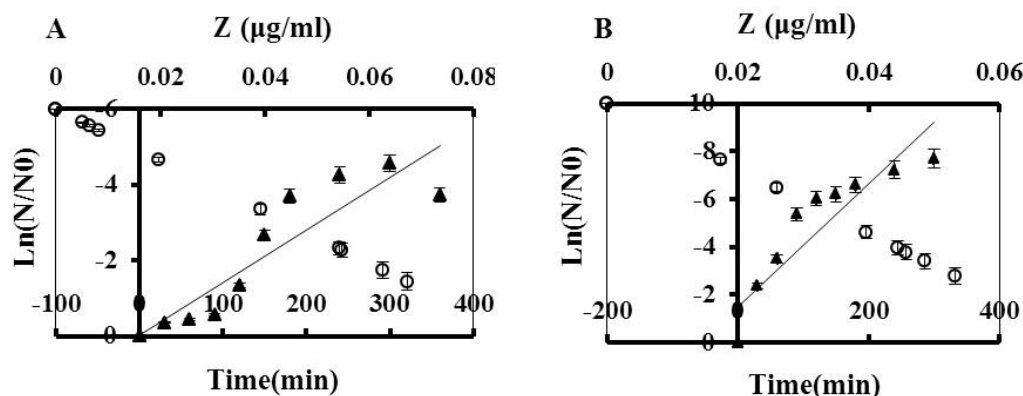 A
Z (µg/ml)
0 0.02 0.04 0.06 0.08
-6
-4
-2
0
Ln(N/N0)
-100 0 100 200 300 400
Time(min)
B
Z (µg/ml)
0 0.02 0.04 0.06
10
-8
-6
-4
-2
0
Ln(N/N0)
-200 0 200 400
Time(min)